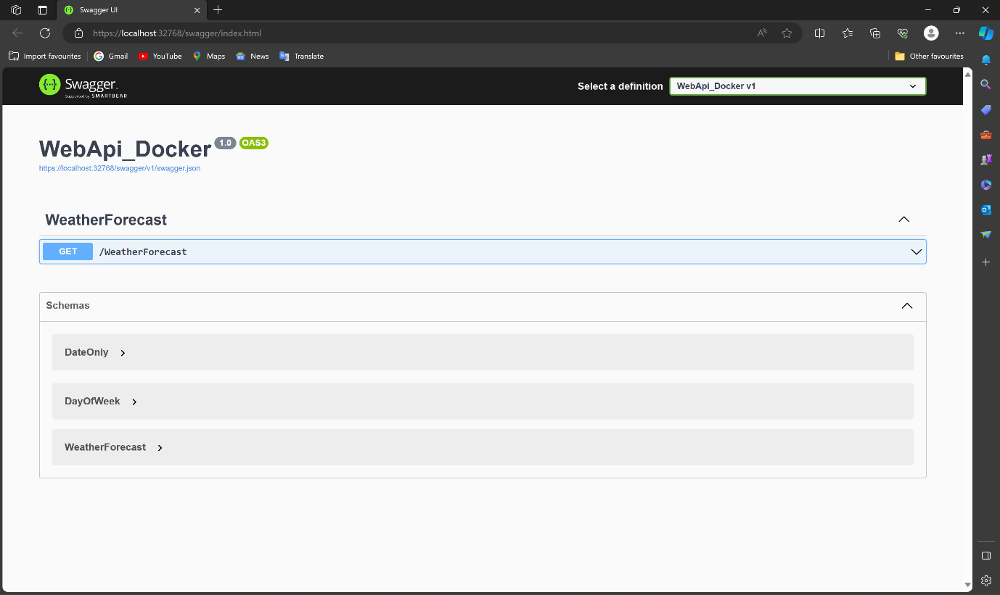 Swagger UI
https://localhost:32768/swagger/index.html
Import favourites
Gmail
YouTube
Maps
News
Translate
Other favourites
Swagger.
Supported by SMARTBEAR
Select a definition
WebApi_Docker v1
WebApi_Docker 1.0 OAS3
https://localhost:32768/swagger/v1/swagger.json
WeatherForecast
GET /WeatherForecast
Schemas
DateOnly
DayOfWeek
WeatherForecast